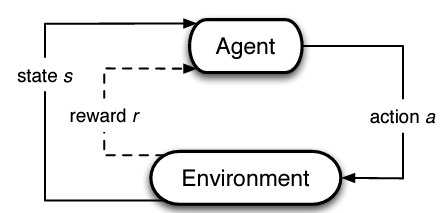 Agent
state s
reward r
action a
Environment